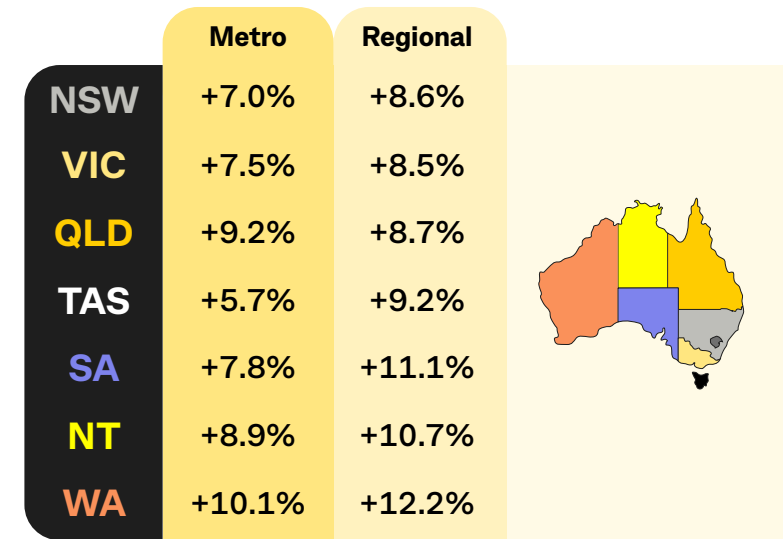 Metro Regional
NSW +7.0% +8.6%
VIC +7.5% +8.5%
QLD +9.2% +8.7%
TAS +5.7% +9.2%
SA +7.8% +11.1%
NT +8.9% +10.7%
WA +10.1% +12.2%